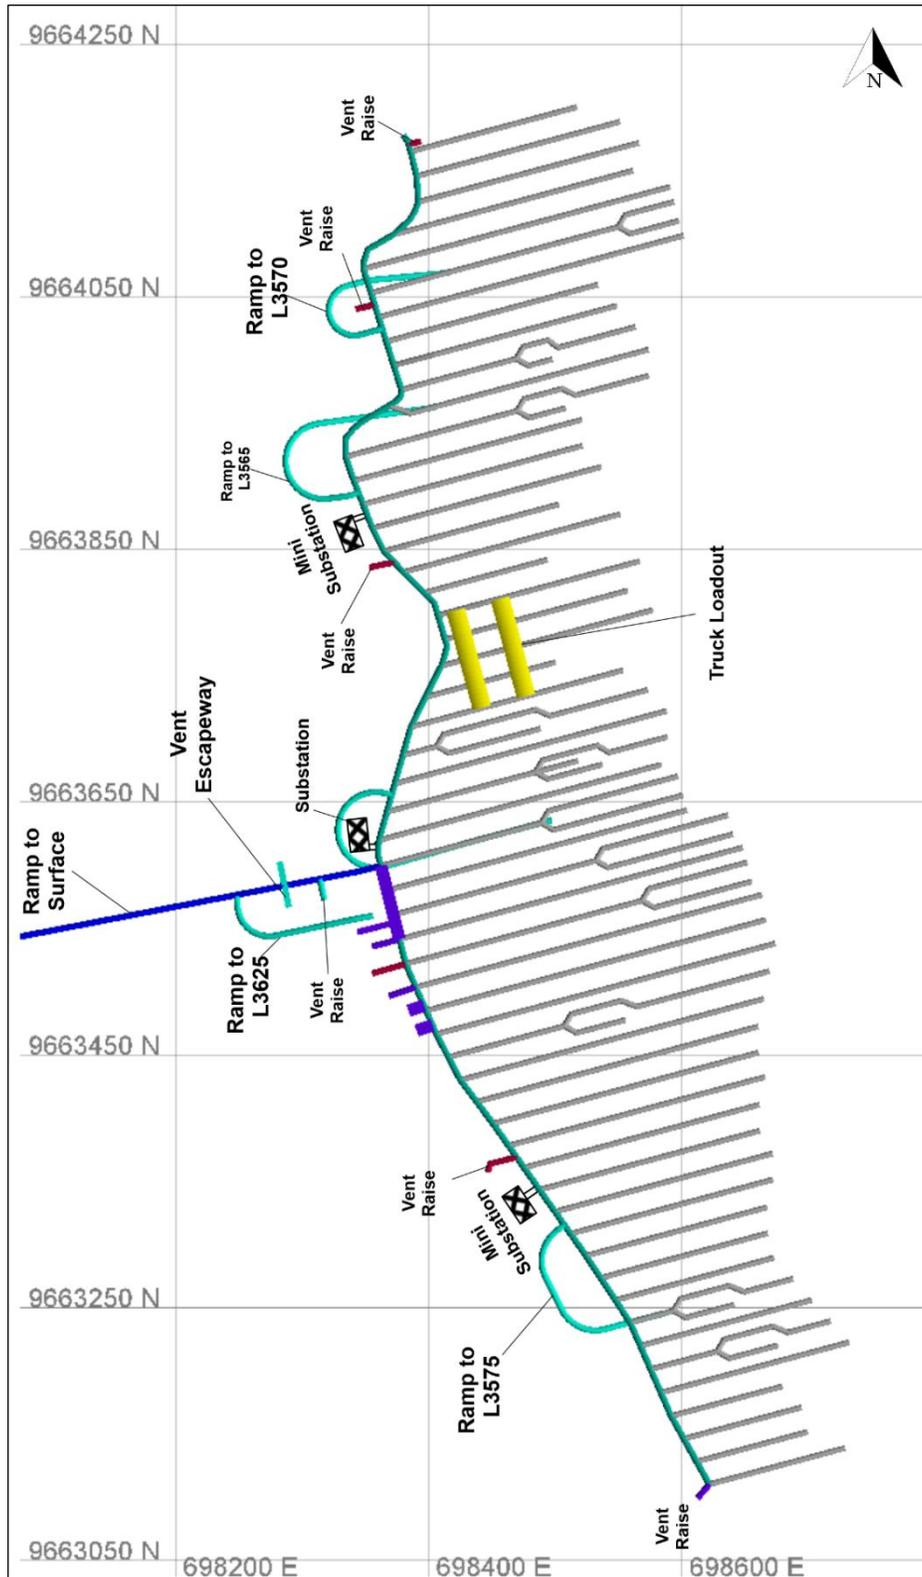 9664250 N
N
Vent
Raise
Vent
Raise
Ramp to
L3570
9664050 N
Ramp to
L3565
Mini
Substation
9663850 N
Vent
Raise
Truck Loadout
Vent
Escapeway
Substation
9663650 N
Ramp to
Surface
Ramp to
L3625
Vent
Raise
9663450 N
Vent
Raise
Mini
Substation
9663250 N
Ramp to
L3575
Vent
Raise
9663050 N
698200 E
698400 E
698600 E